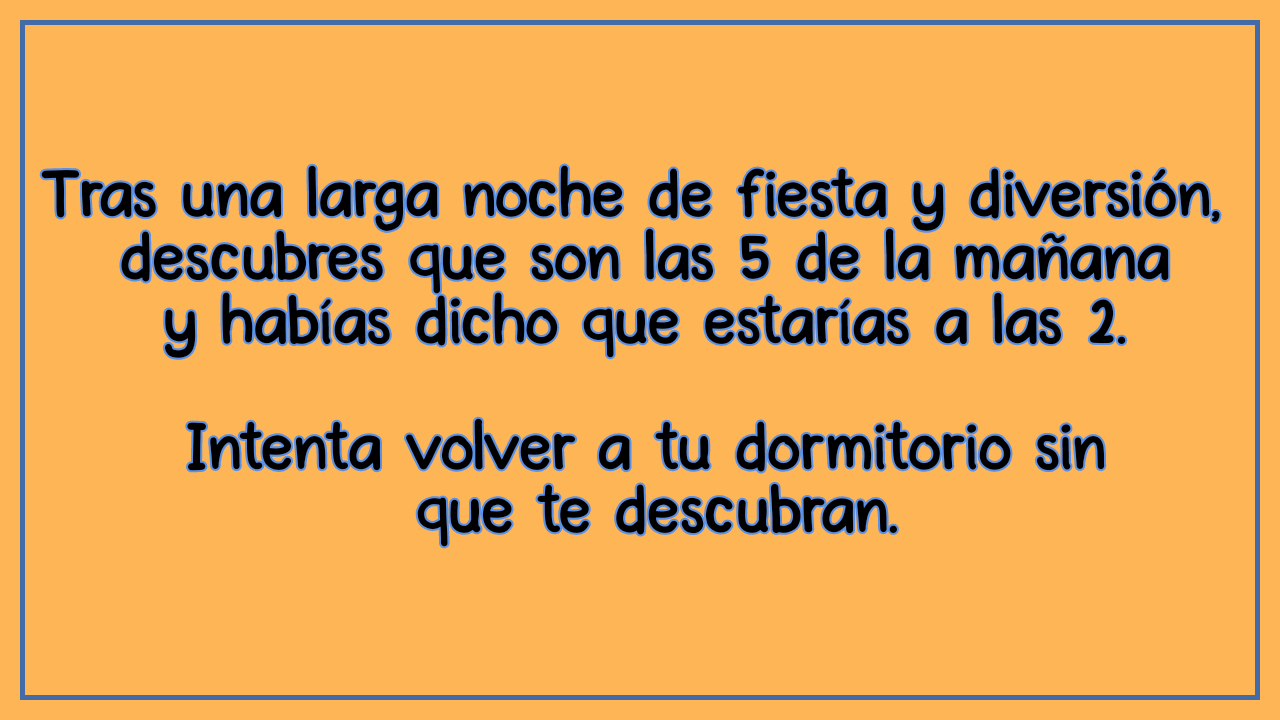 Tras una larga noche de fiesta y diversión,
descubres que son las 5 de la mañana
y habías dicho que estarías a las 2.
Intenta volver a tu dormitorio sin
que te descubran.